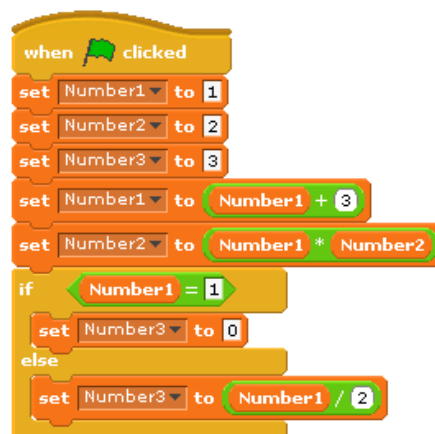 when clicked
set Number1 to 1
set Number2 to 2
set Number3 to 3
set Number1 to Number1 + 3
set Number2 to Number1 * Number2
if Number1 = 1
set Number3 to 0
else
set Number3 to Number1 / 2